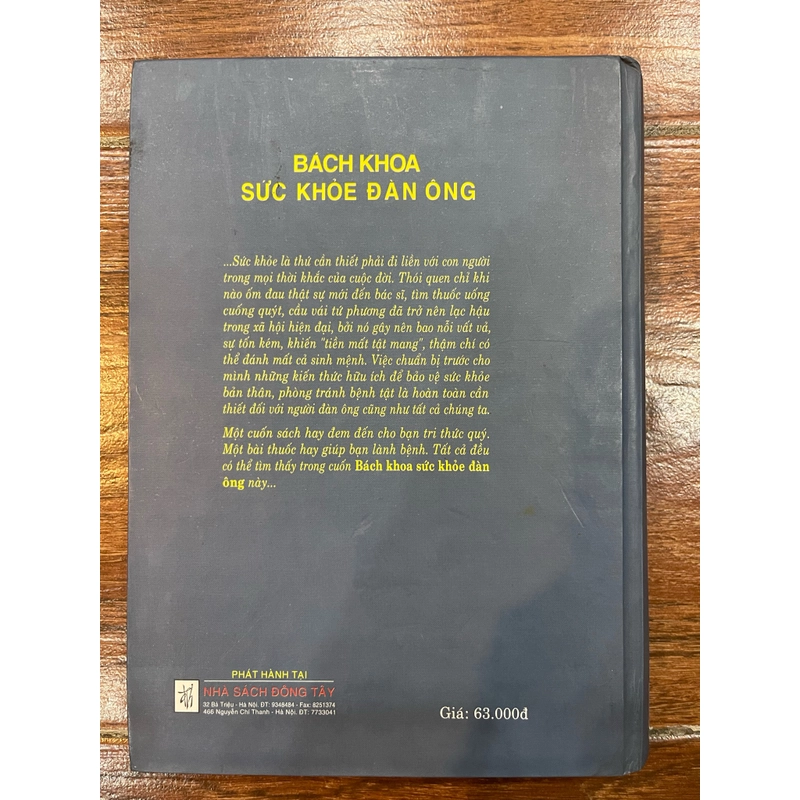 BÁCH KHOA
SỨC KHỎE ĐÀN ÔNG
...Sức khỏe là thứ cần thiết phải đi liền với con người
trong mọi thời khắc của cuộc đời. Thói quen chỉ khi
nào ốm đau thật sự mới đến bác sĩ, tìm thuốc uống
cuống quýt, cầu vái tứ phương đã trở nên lạc hậu
trong xã hội hiện đại, bởi nó gây nên bao nỗi vất vả,
sự tốn kém, khiến "tiền mất tật mang", thậm chí có
thể đánh mất cả sinh mệnh. Việc chuẩn bị trước cho
mình những kiến thức hữu ích để bảo vệ sức khỏe
bản thân, phòng tránh bệnh tật là hoàn toàn cần
thiết đối với người đàn ông cũng như tất cả chúng ta.
Một cuốn sách hay đem đến cho bạn tri thức quý.
Một bài thuốc hay giúp bạn lành bệnh. Tất cả đều
có thể tìm thấy trong cuốn Bách khoa sức khỏe đàn
ông này...
PHÁT HÀNH TẠI
NHÀ SÁCH ĐÔNG TÂY
32 Bà Triệu - Hà Nội. ĐT: 9348484 - Fax: 8251374
466 Nguyễn Chí Thanh - Hà Nội. ĐT: 7733041
Giá: 63.000đ